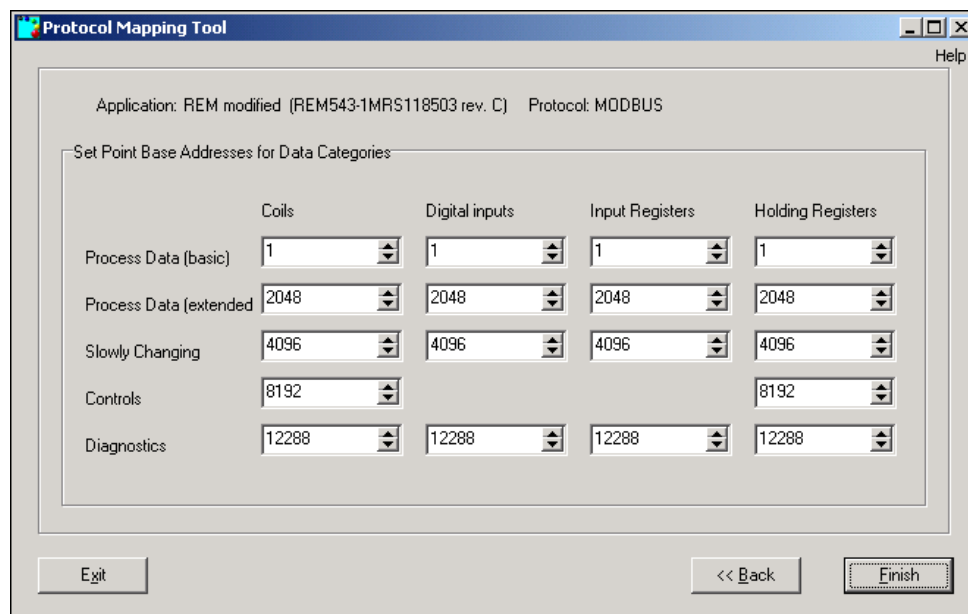 Protocol Mapping Tool
Help
Application: REM modified (REM543-1MRS118503 rev. C) Protocol: MODBUS
Set Point Base Addresses for Data Categories
Coils Digital inputs Input Registers Holding Registers
Process Data (basic) 1 1 1 1
Process Data (extended 2048 2048 2048 2048
Slowly Changing 4096 4096 4096 4096
Controls 8192 8192
Diagnostics 12288 12288 12288 12288
Exit << Back Finish